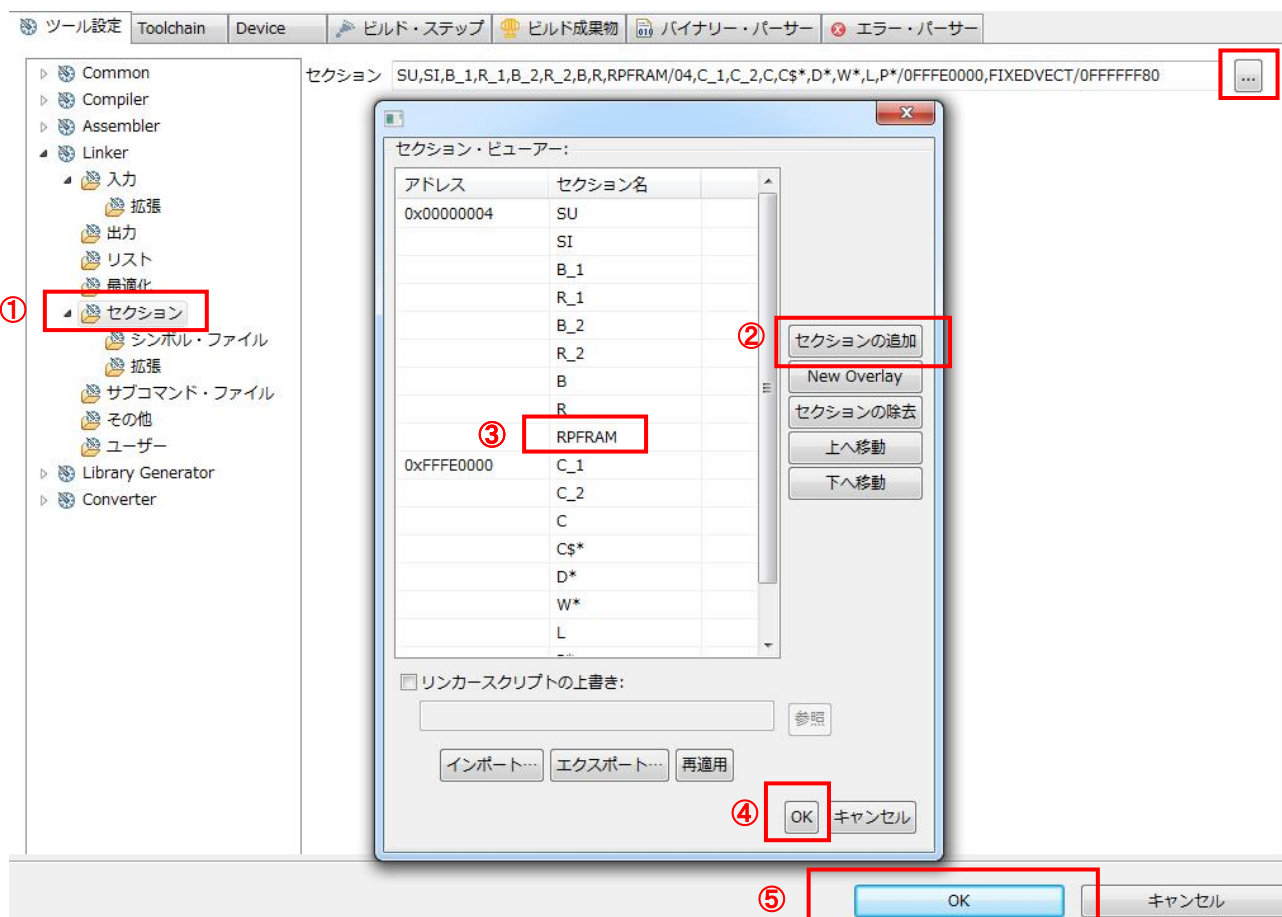 ツール設定 Toolchain Device ビルド・ステップ ビルド成果物 バイナリー・パーサー エラー・パーサー
Common
Compiler
Assembler
Linker
入力
拡張
出力
リスト
最適化
① セクション
シンボル・ファイル
拡張
サブコマンド・ファイル
その他
ユーザー
Library Generator
Converter
セクション SU,SI,B_1,R_1,B_2,R_2,B,R,RPFRAM/04,C_1,C_2,C,C$*,D*,W*,L,P*/0FFFE0000,FIXEDVECT/0FFFFFF80 ...
セクション・ビューアー:
アドレス セクション名
0x00000004 SU
SI
B_1
R_1
B_2
R_2
B
R
③ RPFRAM
0xFFFE0000 C_1
C_2
C
C$*
D*
W*
L
② セクションの追加
New Overlay
セクションの除去
上へ移動
下へ移動
リンカースクリプトの上書き:
参照
インポート… エクスポート… 再適用
④ OK キャンセル
⑤ OK キャンセル